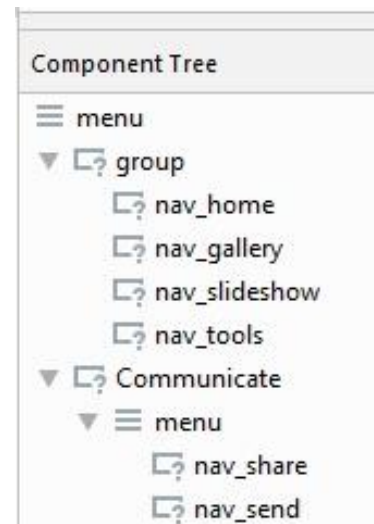 Component Tree
menu
group
nav_home
nav_gallery
nav_slideshow
nav_tools
Communicate
menu
nav_share
nav_send